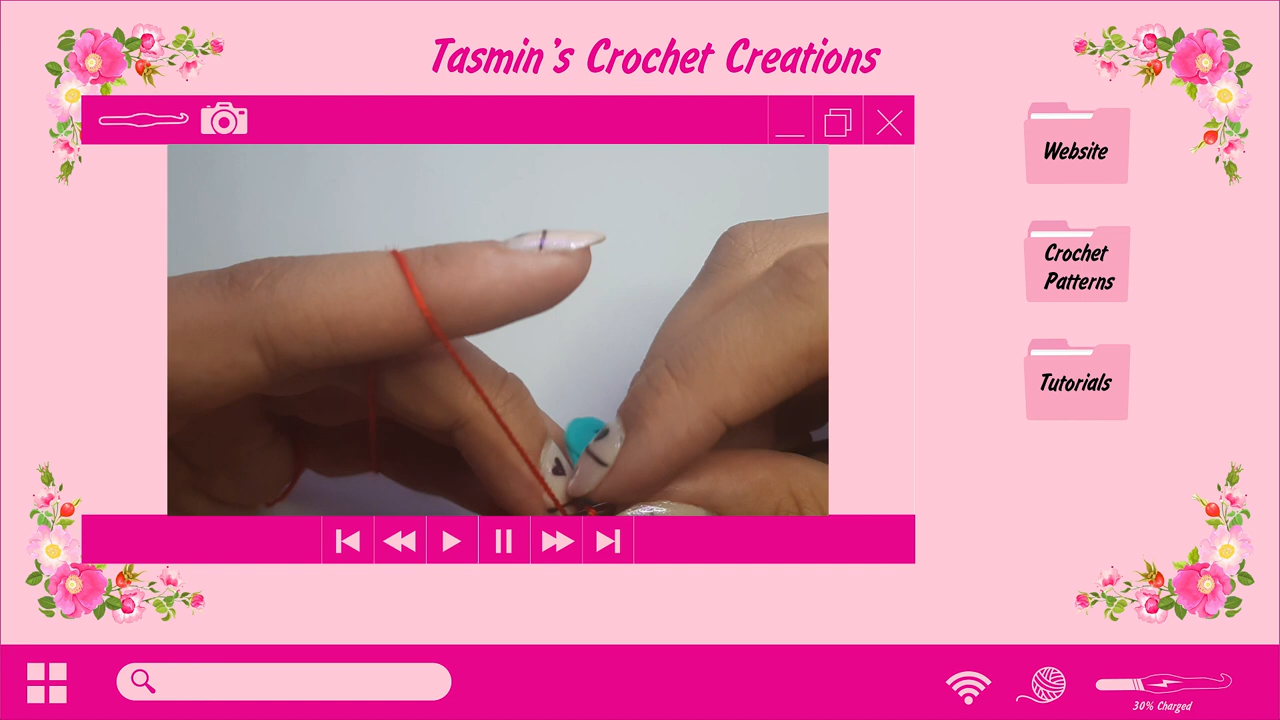 Tasmin's Crochet Creations
Website
Crochet
Patterns
Tutorials
30% Charged